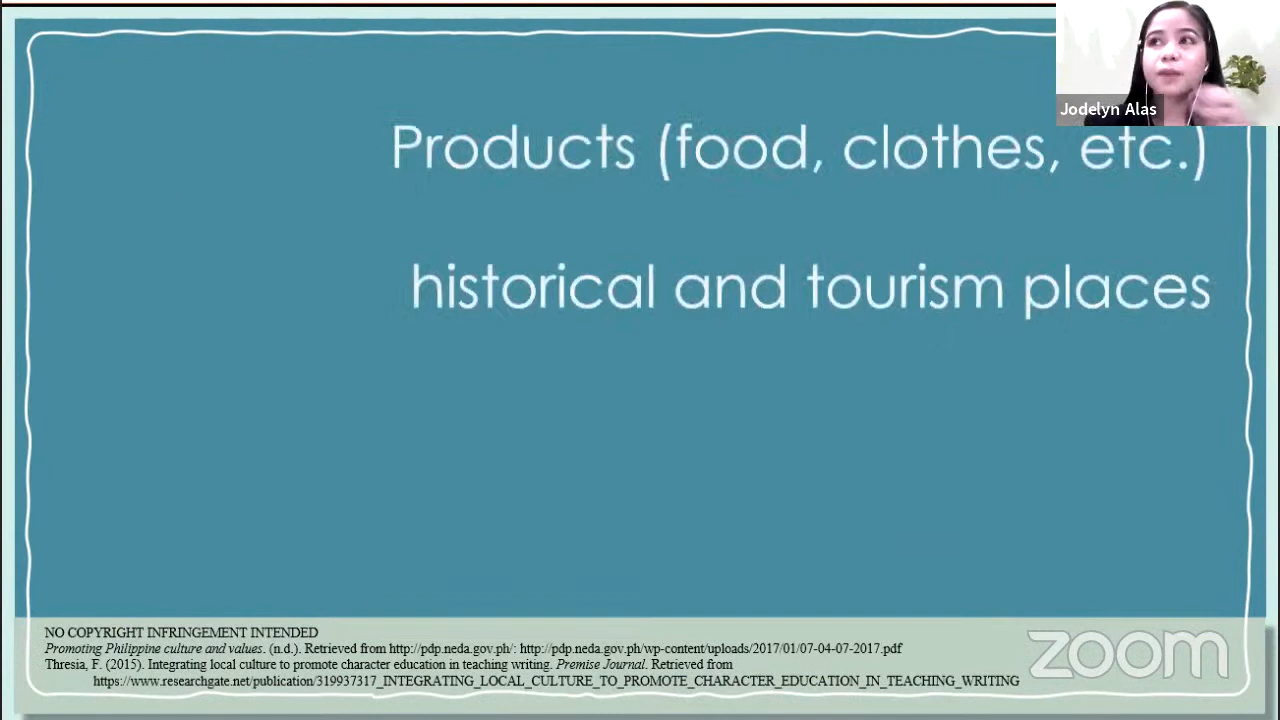 Jodelyn Alas
Products (food, clothes, etc.)
historical and tourism places
NO COPYRIGHT INFRINGEMENT INTENDED
Promoting Philippine culture and values. (n.d.). Retrieved from http://pdp.neda.gov.ph/: http://pdp.neda.gov.ph/wp-content/uploads/2017/01/07-04-07-2017.pdf
Thresia, F. (2015). Integrating local culture to promote character education in teaching writing. Premise Journal. Retrieved from
https://www.researchgate.net/publication/319937317_INTEGRATING_LOCAL_CULTURE_TO_PROMOTE_CHARACTER_EDUCATION_IN_TEACHING_WRITING
zoom